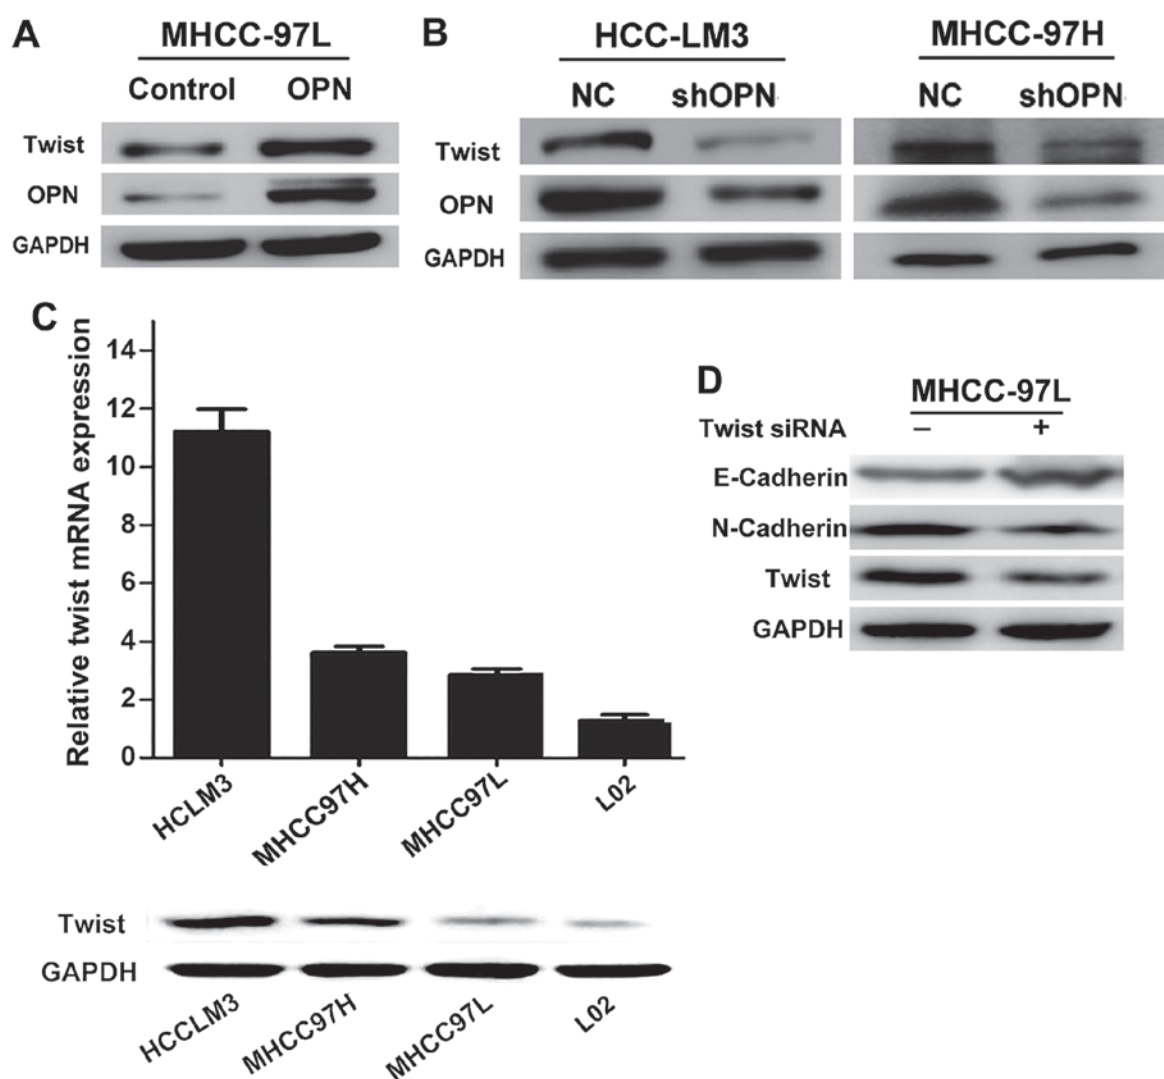 A
MHCC-97L
Control OPN
Twist
OPN
GAPDH
B
HCC-LM3 MHCC-97H
NC shOPN NC shOPN
Twist
OPN
GAPDH
C
Relative twist mRNA expression
14
12
10
8
6
4
2
0
HCLM3 MHCC97H MHCC97L L02
Twist
GAPDH
HCCLM3 MHCC97H MHCC97L L02
D
MHCC-97L
Twist siRNA – +
E-Cadherin
N-Cadherin
Twist
GAPDH